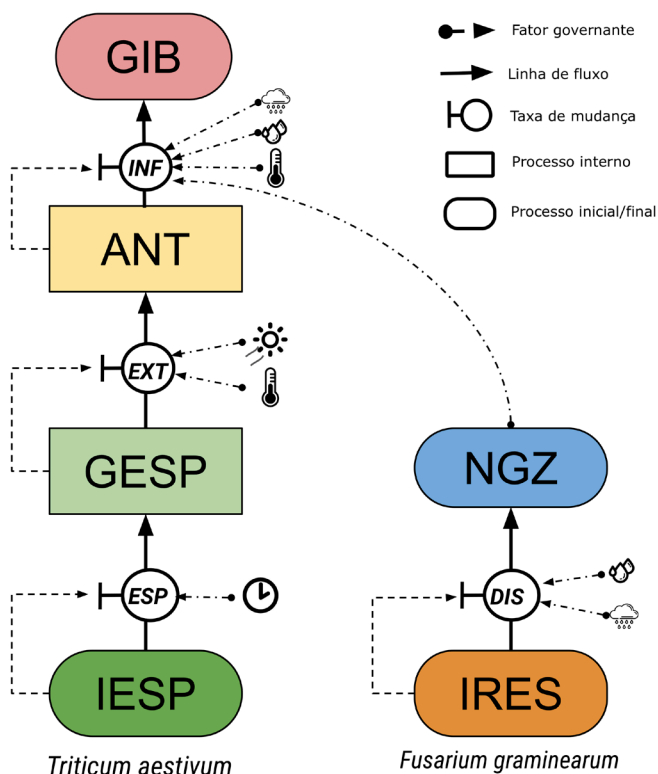 GIB
Fator governante
Linha de fluxo
Taxa de mudança
Processo interno
Processo inicial/final
INF
ANT
EXT
GESP
NGZ
ESP
DIS
IESP
IRES
Triticum aestivum
Fusarium graminearum